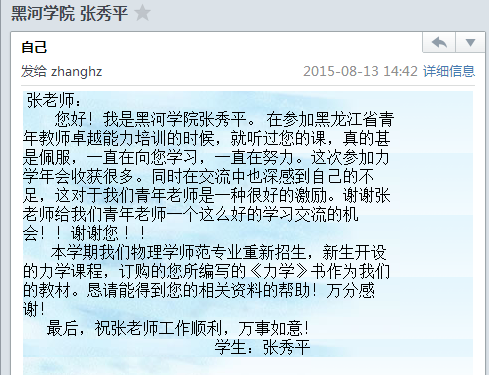 黑河学院 张秀平
自己
发给 zhanghz 2015-08-13 14:42 详细信息
张老师：
您好！我是黑河学院张秀平。在参加黑龙江省青
年教师卓越能力培训的时候，就听过您的课，真的甚
是佩服，一直在向您学习，一直在努力。这次参加力
学年会收获很多。同时在交流中也深感到自己的不
足，这对于我们青年老师是一种很好的激励。谢谢张
老师给我们青年老师一个这么好的学习交流的机
会！！谢谢您！！
本学期我们物理学师范专业重新招生，新生开设
的力学课程，订购的您所编写的《力学》书作为我们
的教材。恳请能得到您的相关资料的帮助！万分感
谢！
最后，祝张老师工作顺利，万事如意！
学生：张秀平